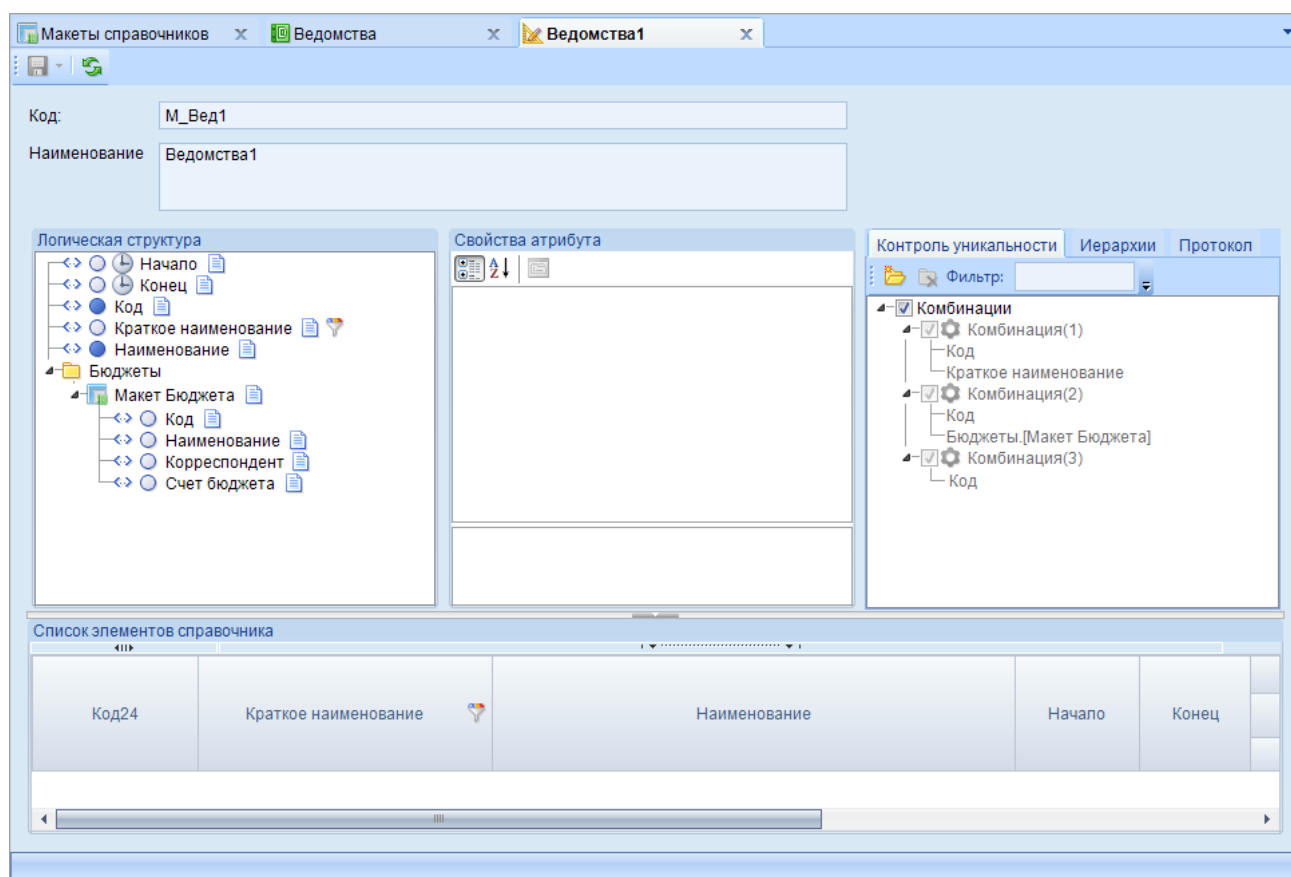 Макеты справочников
Ведомства
Ведомства1
Код:
М_Вед1
Наименование
Ведомства1
Логическая структура
Начало
Конец
Код
Краткое наименование
Наименование
Бюджеты
Макет Бюджета
Код
Наименование
Корреспондент
Счет бюджета
Свойства атрибута
Контроль уникальности
Иерархии
Протокол
Фильтр:
Комбинации
Комбинация(1)
Код
Краткое наименование
Комбинация(2)
Код
Бюджеты.[Макет Бюджета]
Комбинация(3)
Код
Список элементов справочника
Код24
Краткое наименование
Наименование
Начало
Конец